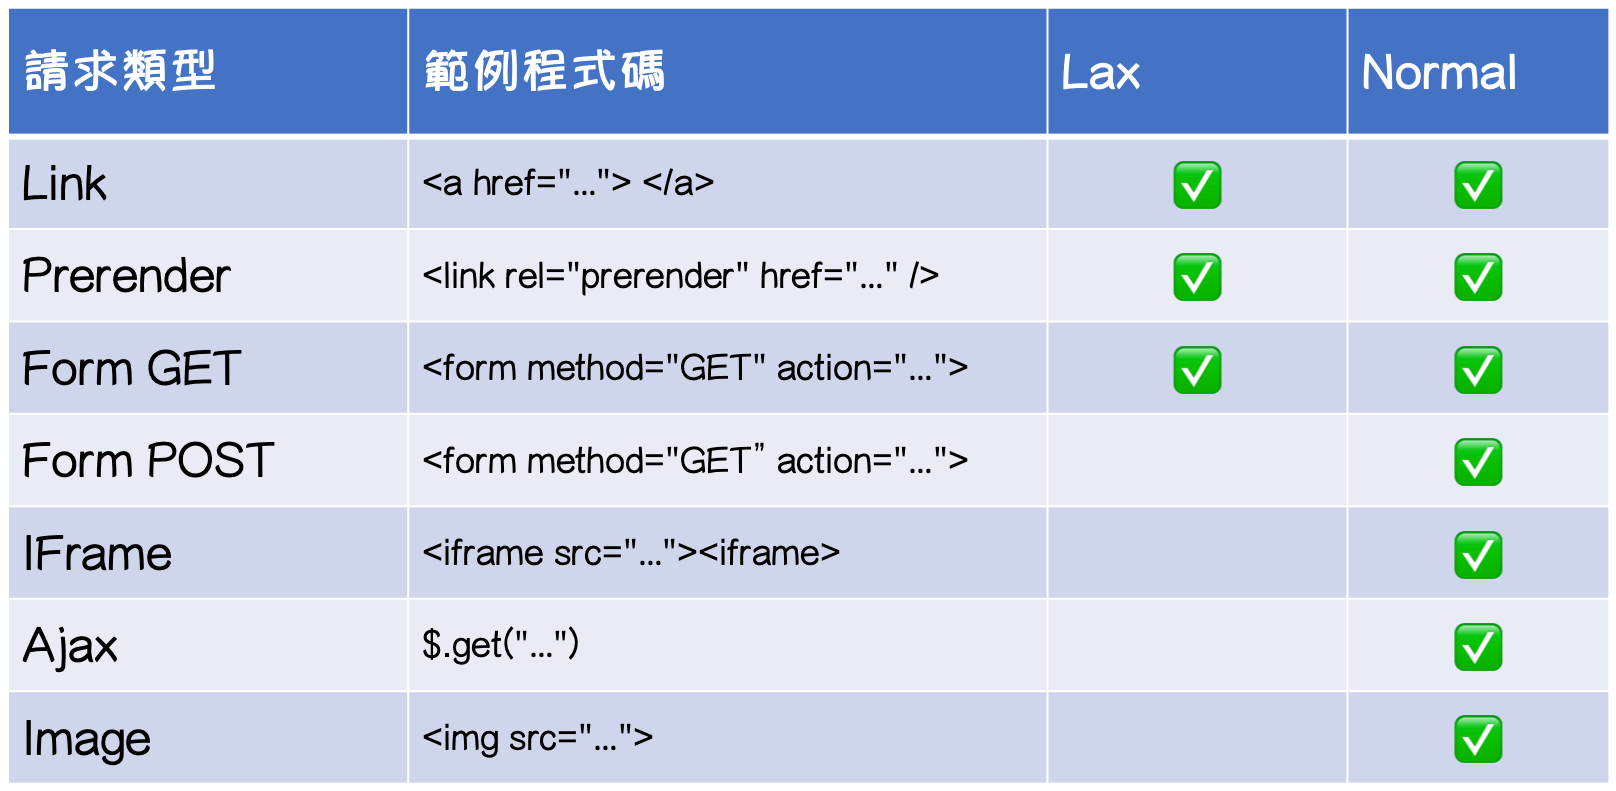 請求類型 範例程式碼 Lax Normal
Link <a href="..."> </a> ✅ ✅
Prerender <link rel="prerender" href="..." /> ✅ ✅
Form GET <form method="GET" action="..."> ✅ ✅
Form POST <form method="GET” action="..."> ✅
IFrame <iframe src="..."><iframe> ✅
Ajax $.get("...") ✅
Image <img src="..."> ✅